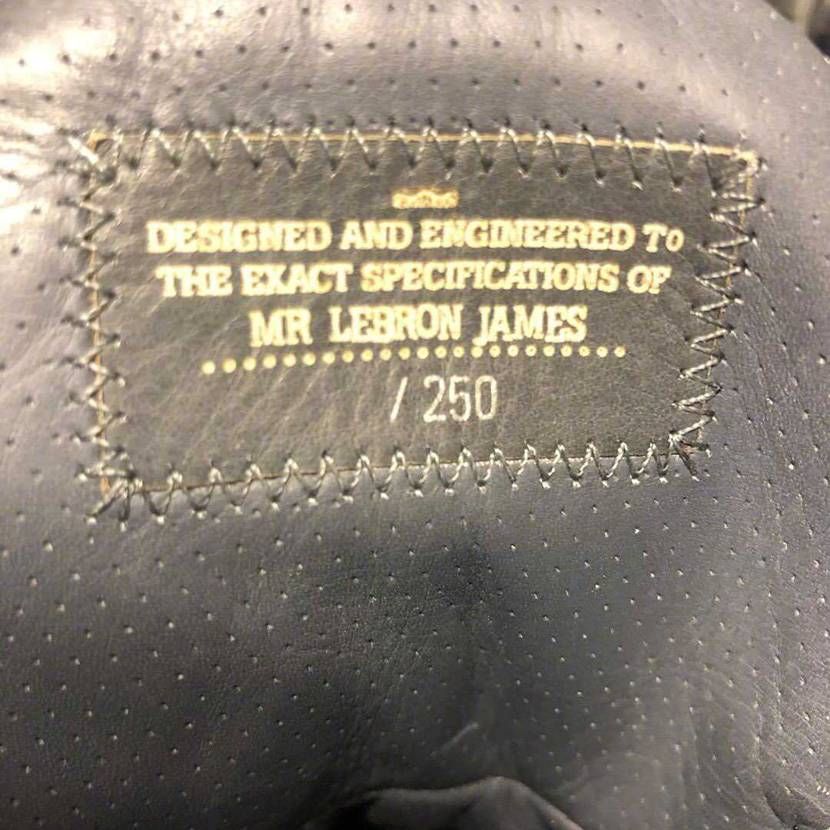 DESIGNED AND ENGINEERED TO
THE EXACT SPECIFICATIONS OF
MR LEBRON JAMES
/ 250